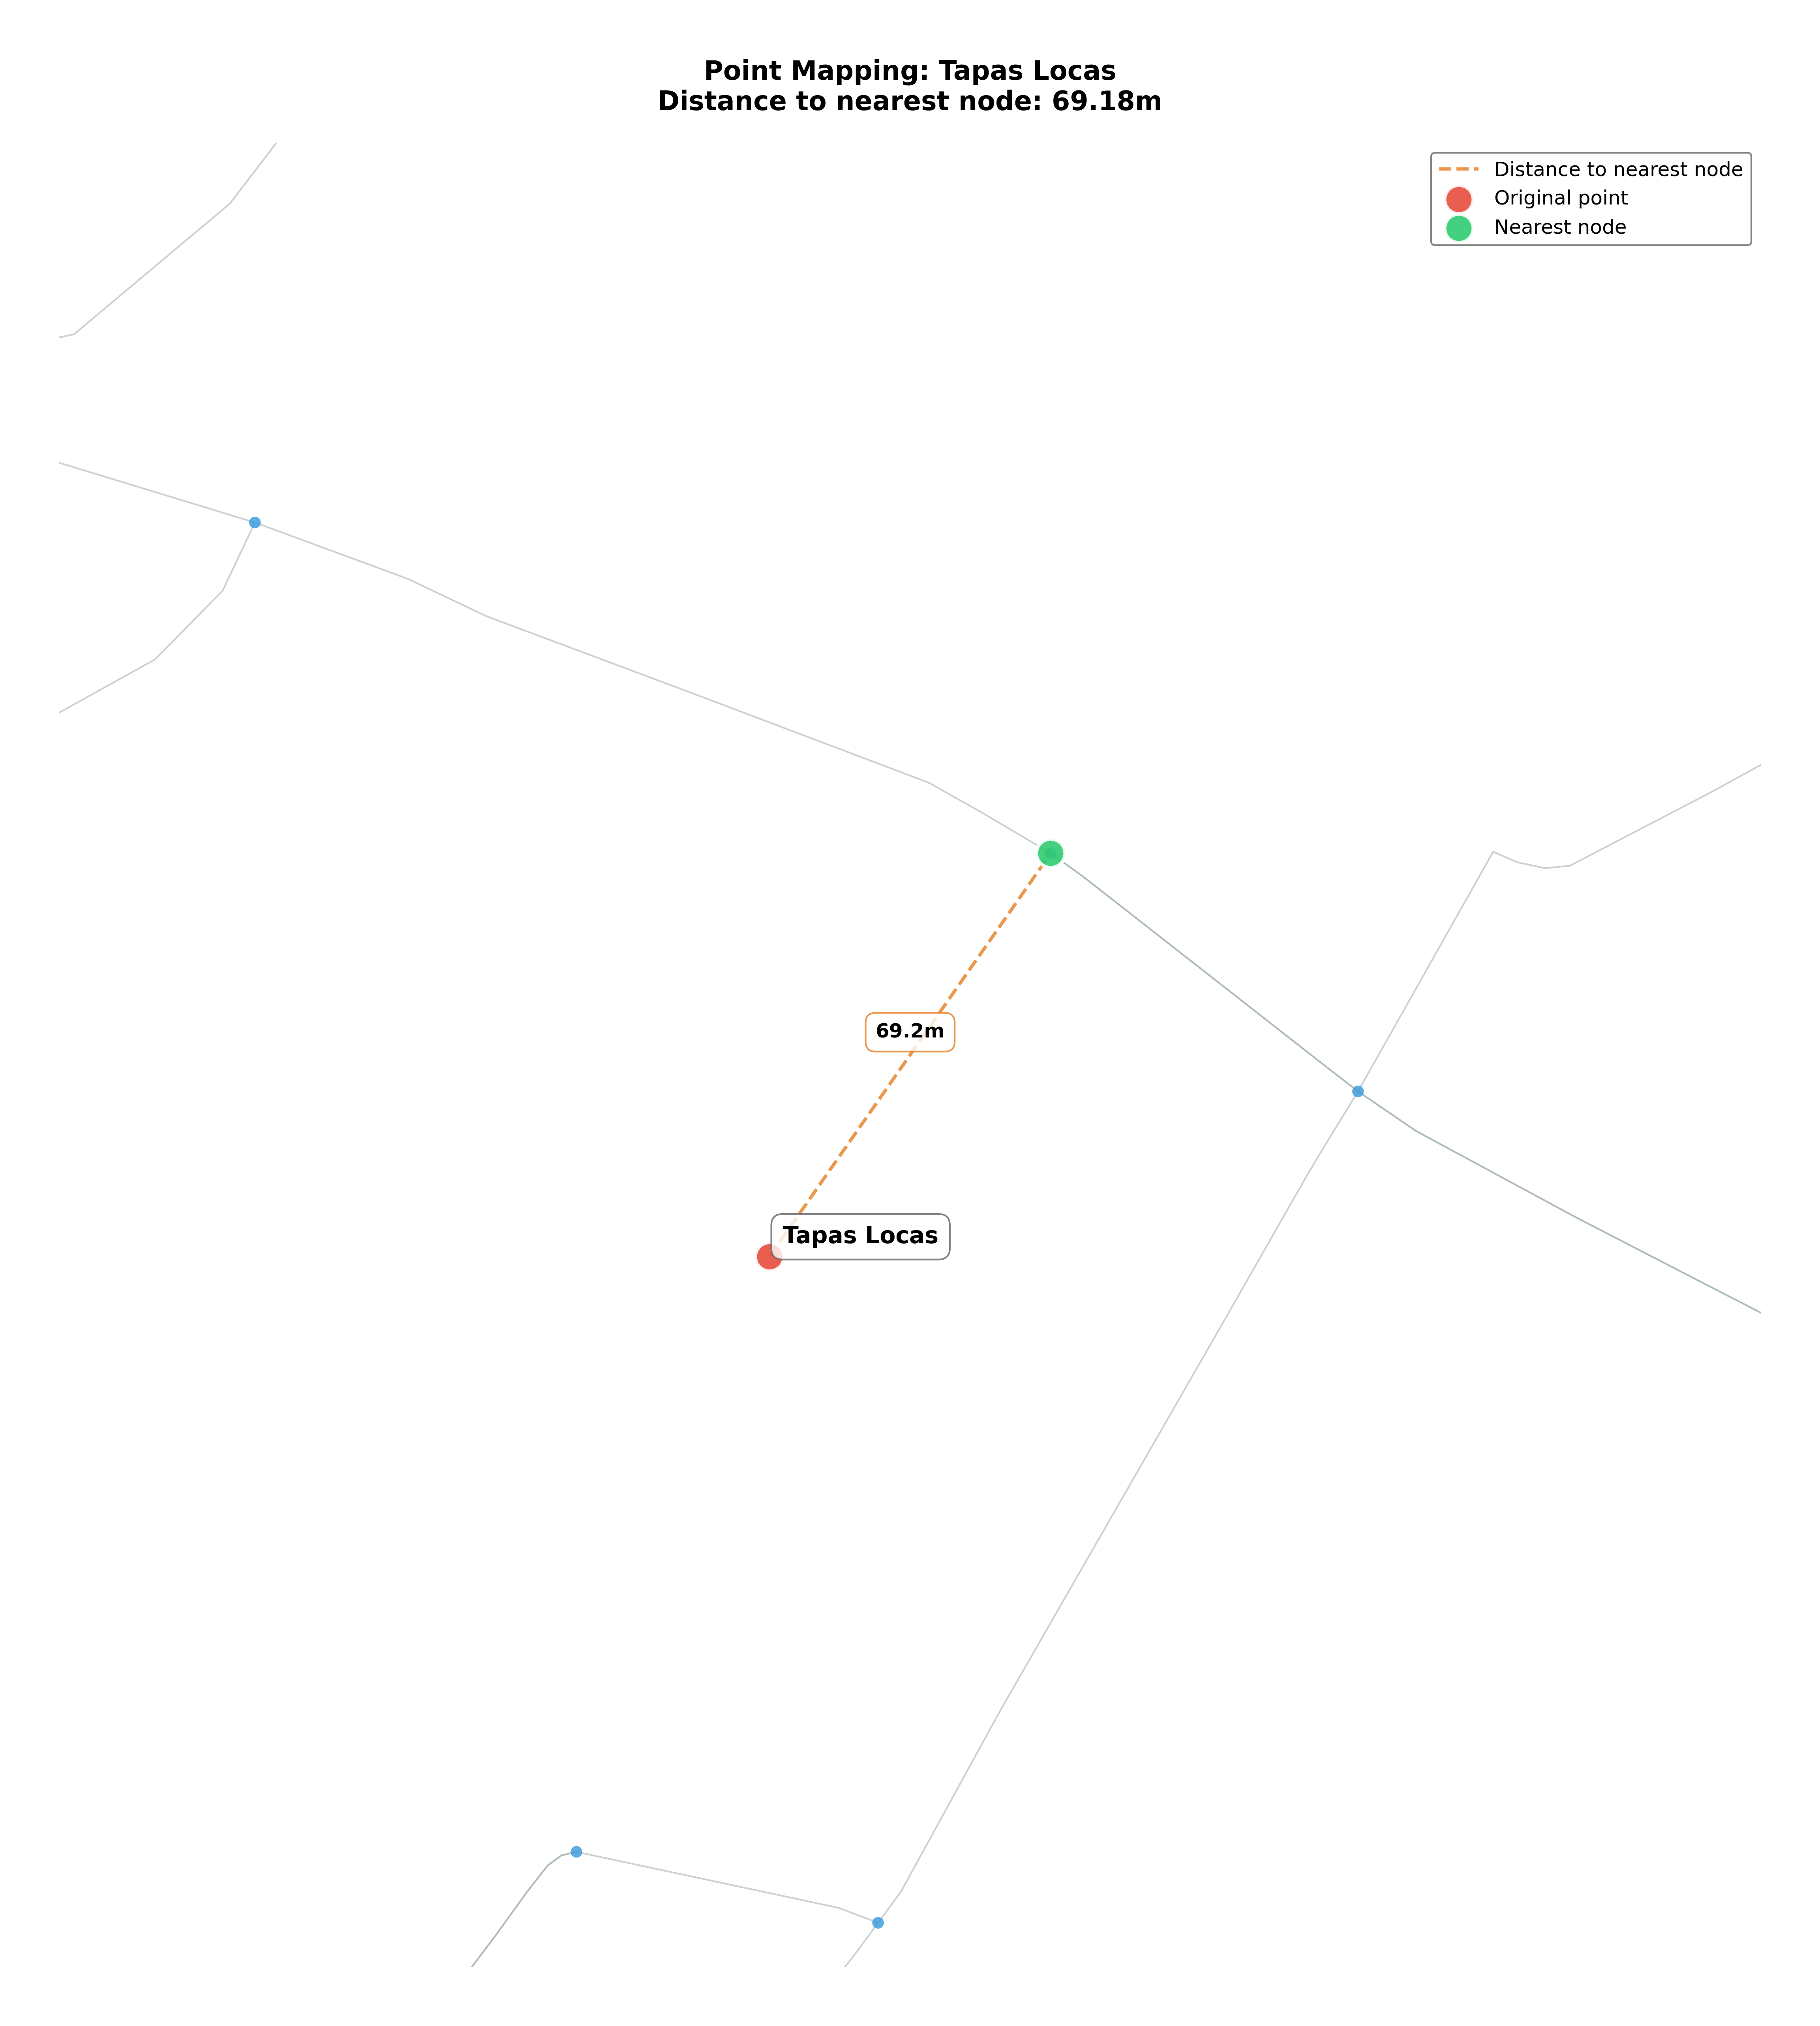 Point Mapping: Tapas Locas
Distance to nearest node: 69.18m
Distance to nearest node
Original point
Nearest node
69.2m
Tapas Locas